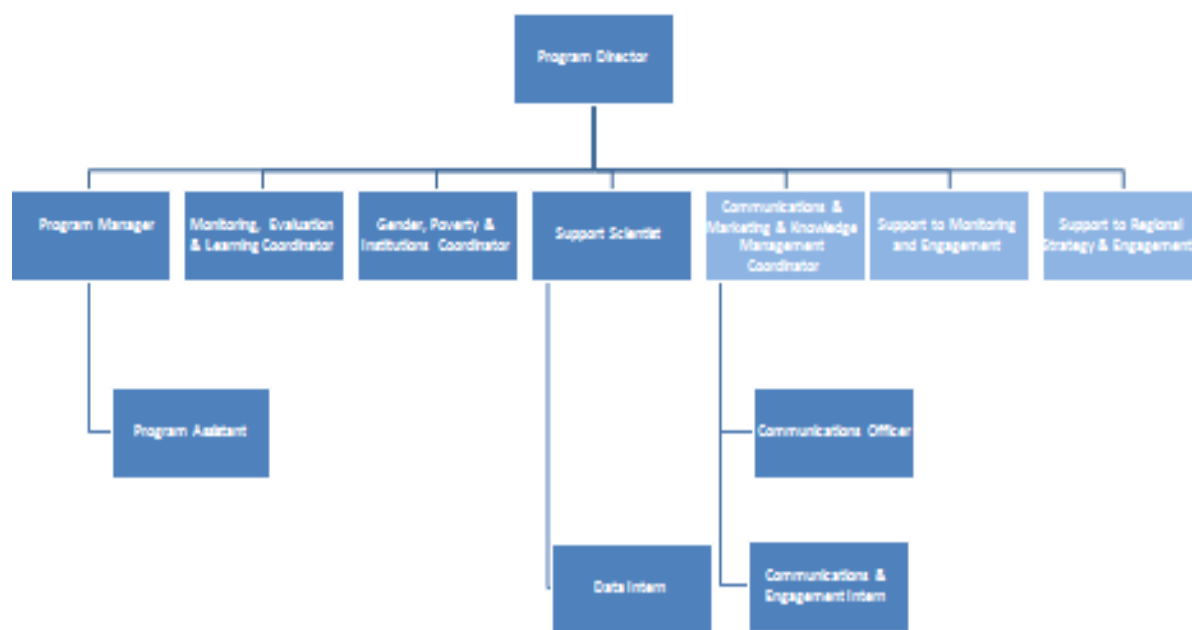 Program Director
Program Manager
Monitoring, Evaluation
& Learning Coordinator
Gender, Poverty &
Institutions Coordinator
Support Scientist
Communications &
Marketing & Knowledge
Management
Coordinator
Support to Monitoring
and Engagement
Support to Regional
Strategy & Engagement
Program Assistant
Communications Officer
Data Intern
Communications &
Engagement Intern